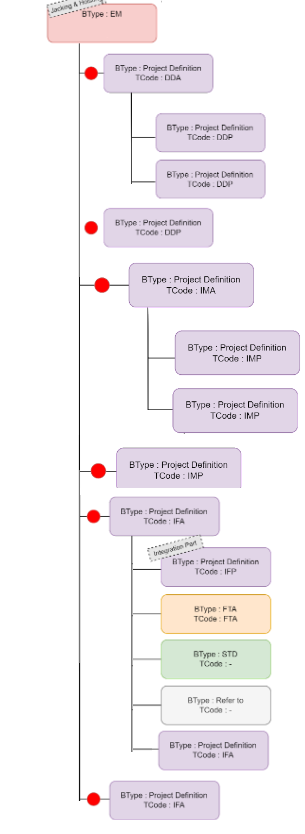 Jacking &
BType : EM
BType : Project Definition
TCode : DDA
BType : Project Definition
TCode : DDP
BType : Project Definition
TCode : DDP
BType : Project Definition
TCode : DDP
BType : Project Definition
TCode : IMA
BType : Project Definition
TCode : IMP
BType : Project Definition
TCode : IMP
BType : Project Definition
TCode : IMP
BType : Project Definition
TCode : IFA
Integration Part
BType : Project Definition
TCode : IFP
BType : FTA
TCode : FTA
BType : STD
TCode : -
BType : Refer to
TCode : -
BType : Project Definition
TCode : IFA
BType : Project Definition
TCode : IFA